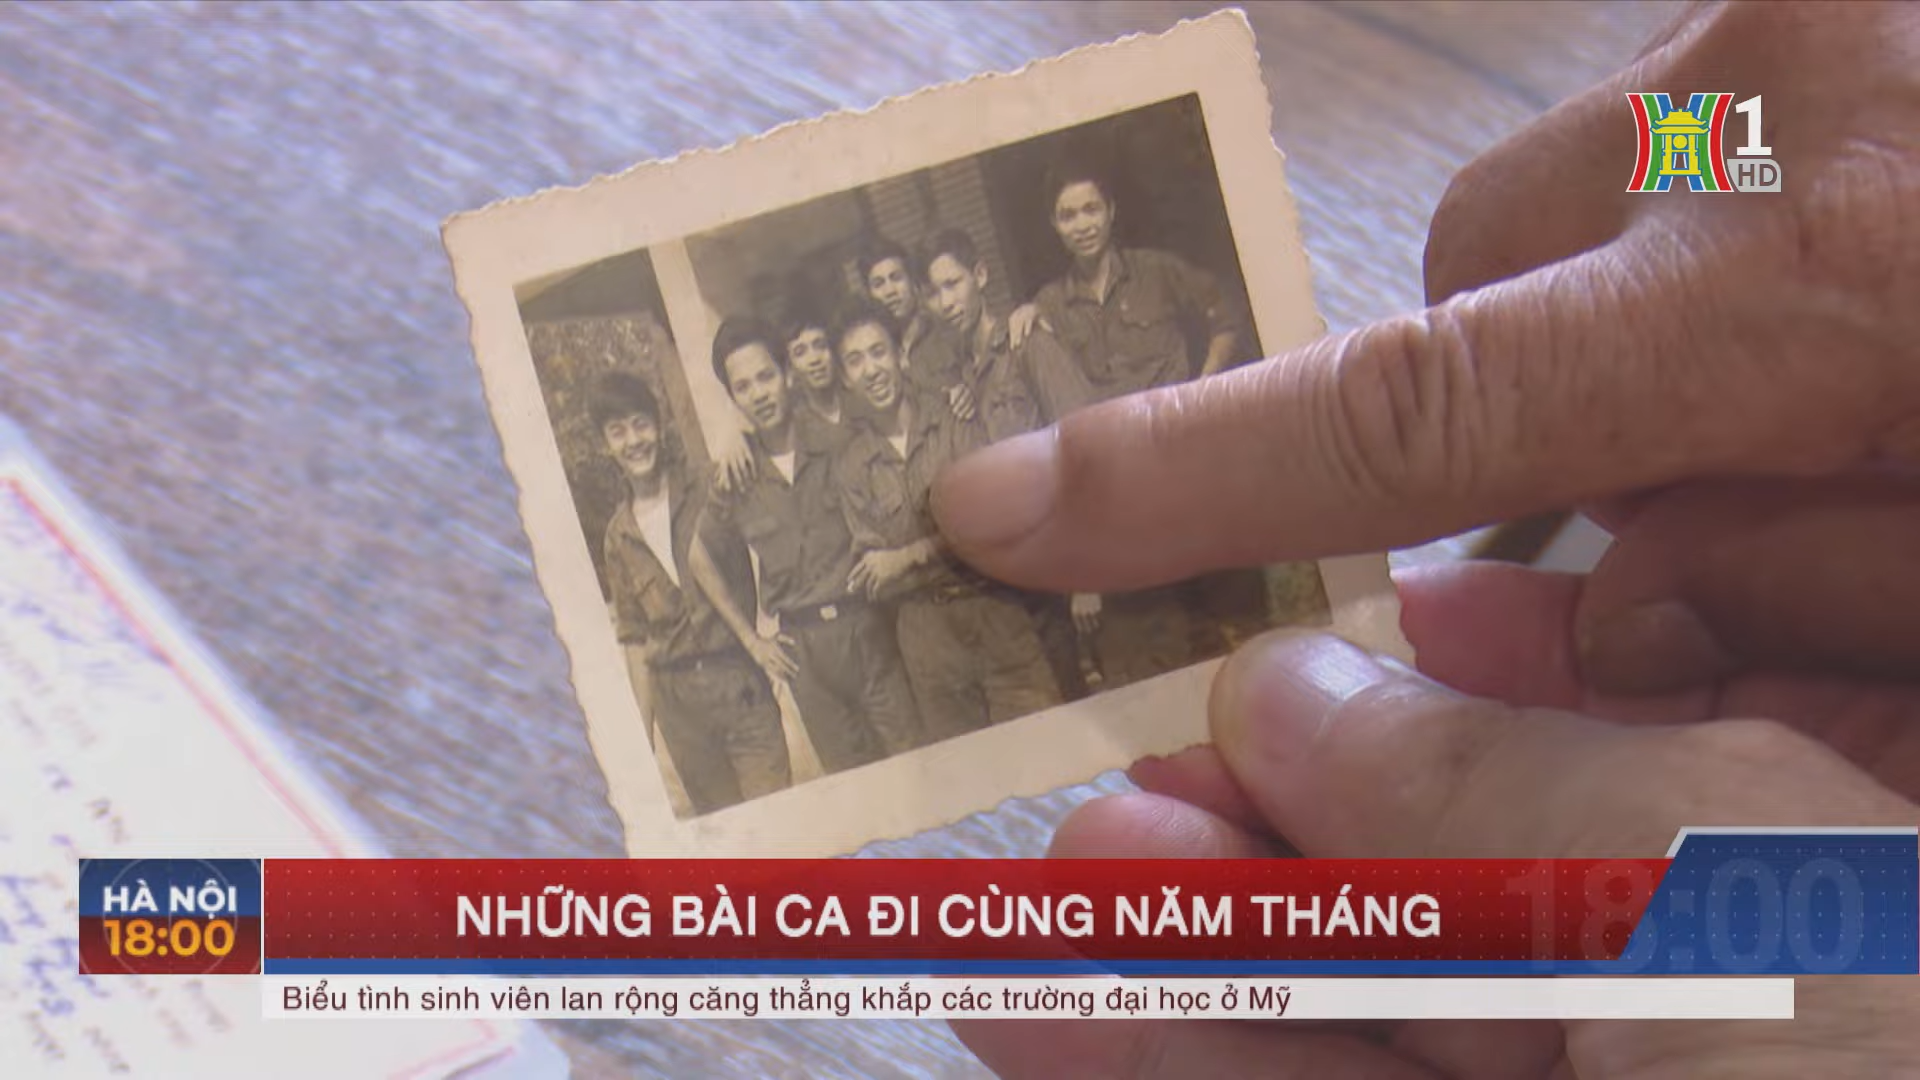 1
HD
HÀ NỘI
18:00
NHỮNG BÀI CA ĐI CÙNG NĂM THÁNG
18:00
Biểu tình sinh viên lan rộng căng thẳng khắp các trường đại học ở Mỹ